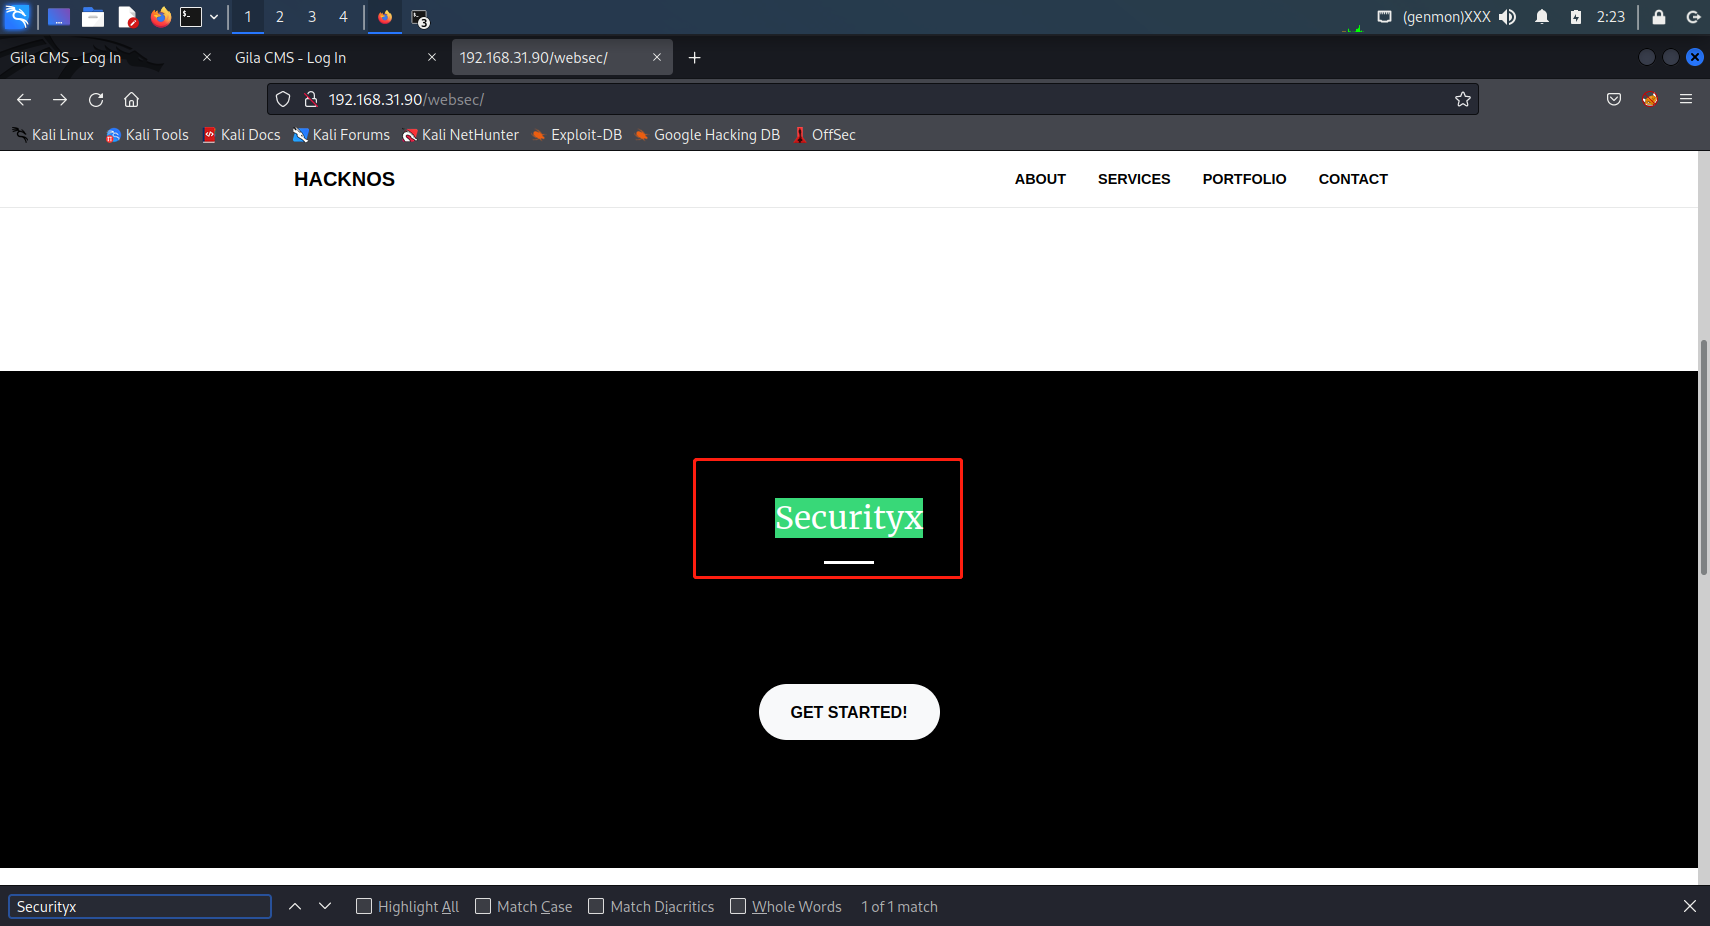 1 2 3 4 3 (genmon)XXX 2:23
Gila CMS - Log In Gila CMS - Log In 192.168.31.90/websec/
192.168.31.90/websec/
Kali Linux Kali Tools Kali Docs Kali Forums Kali NetHunter Exploit-DB Google Hacking DB OffSec
HACKNOS ABOUT SERVICES PORTFOLIO CONTACT
Securityx
GET STARTED!
Securityx Highlight All Match Case Match Diacritics Whole Words 1 of 1 match